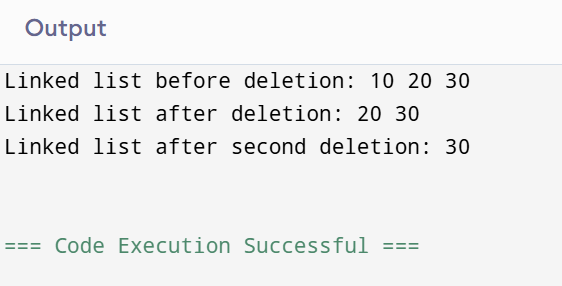 Output
Linked list before deletion: 10 20 30
Linked list after deletion: 20 30
Linked list after second deletion: 30
=== Code Execution Successful ===